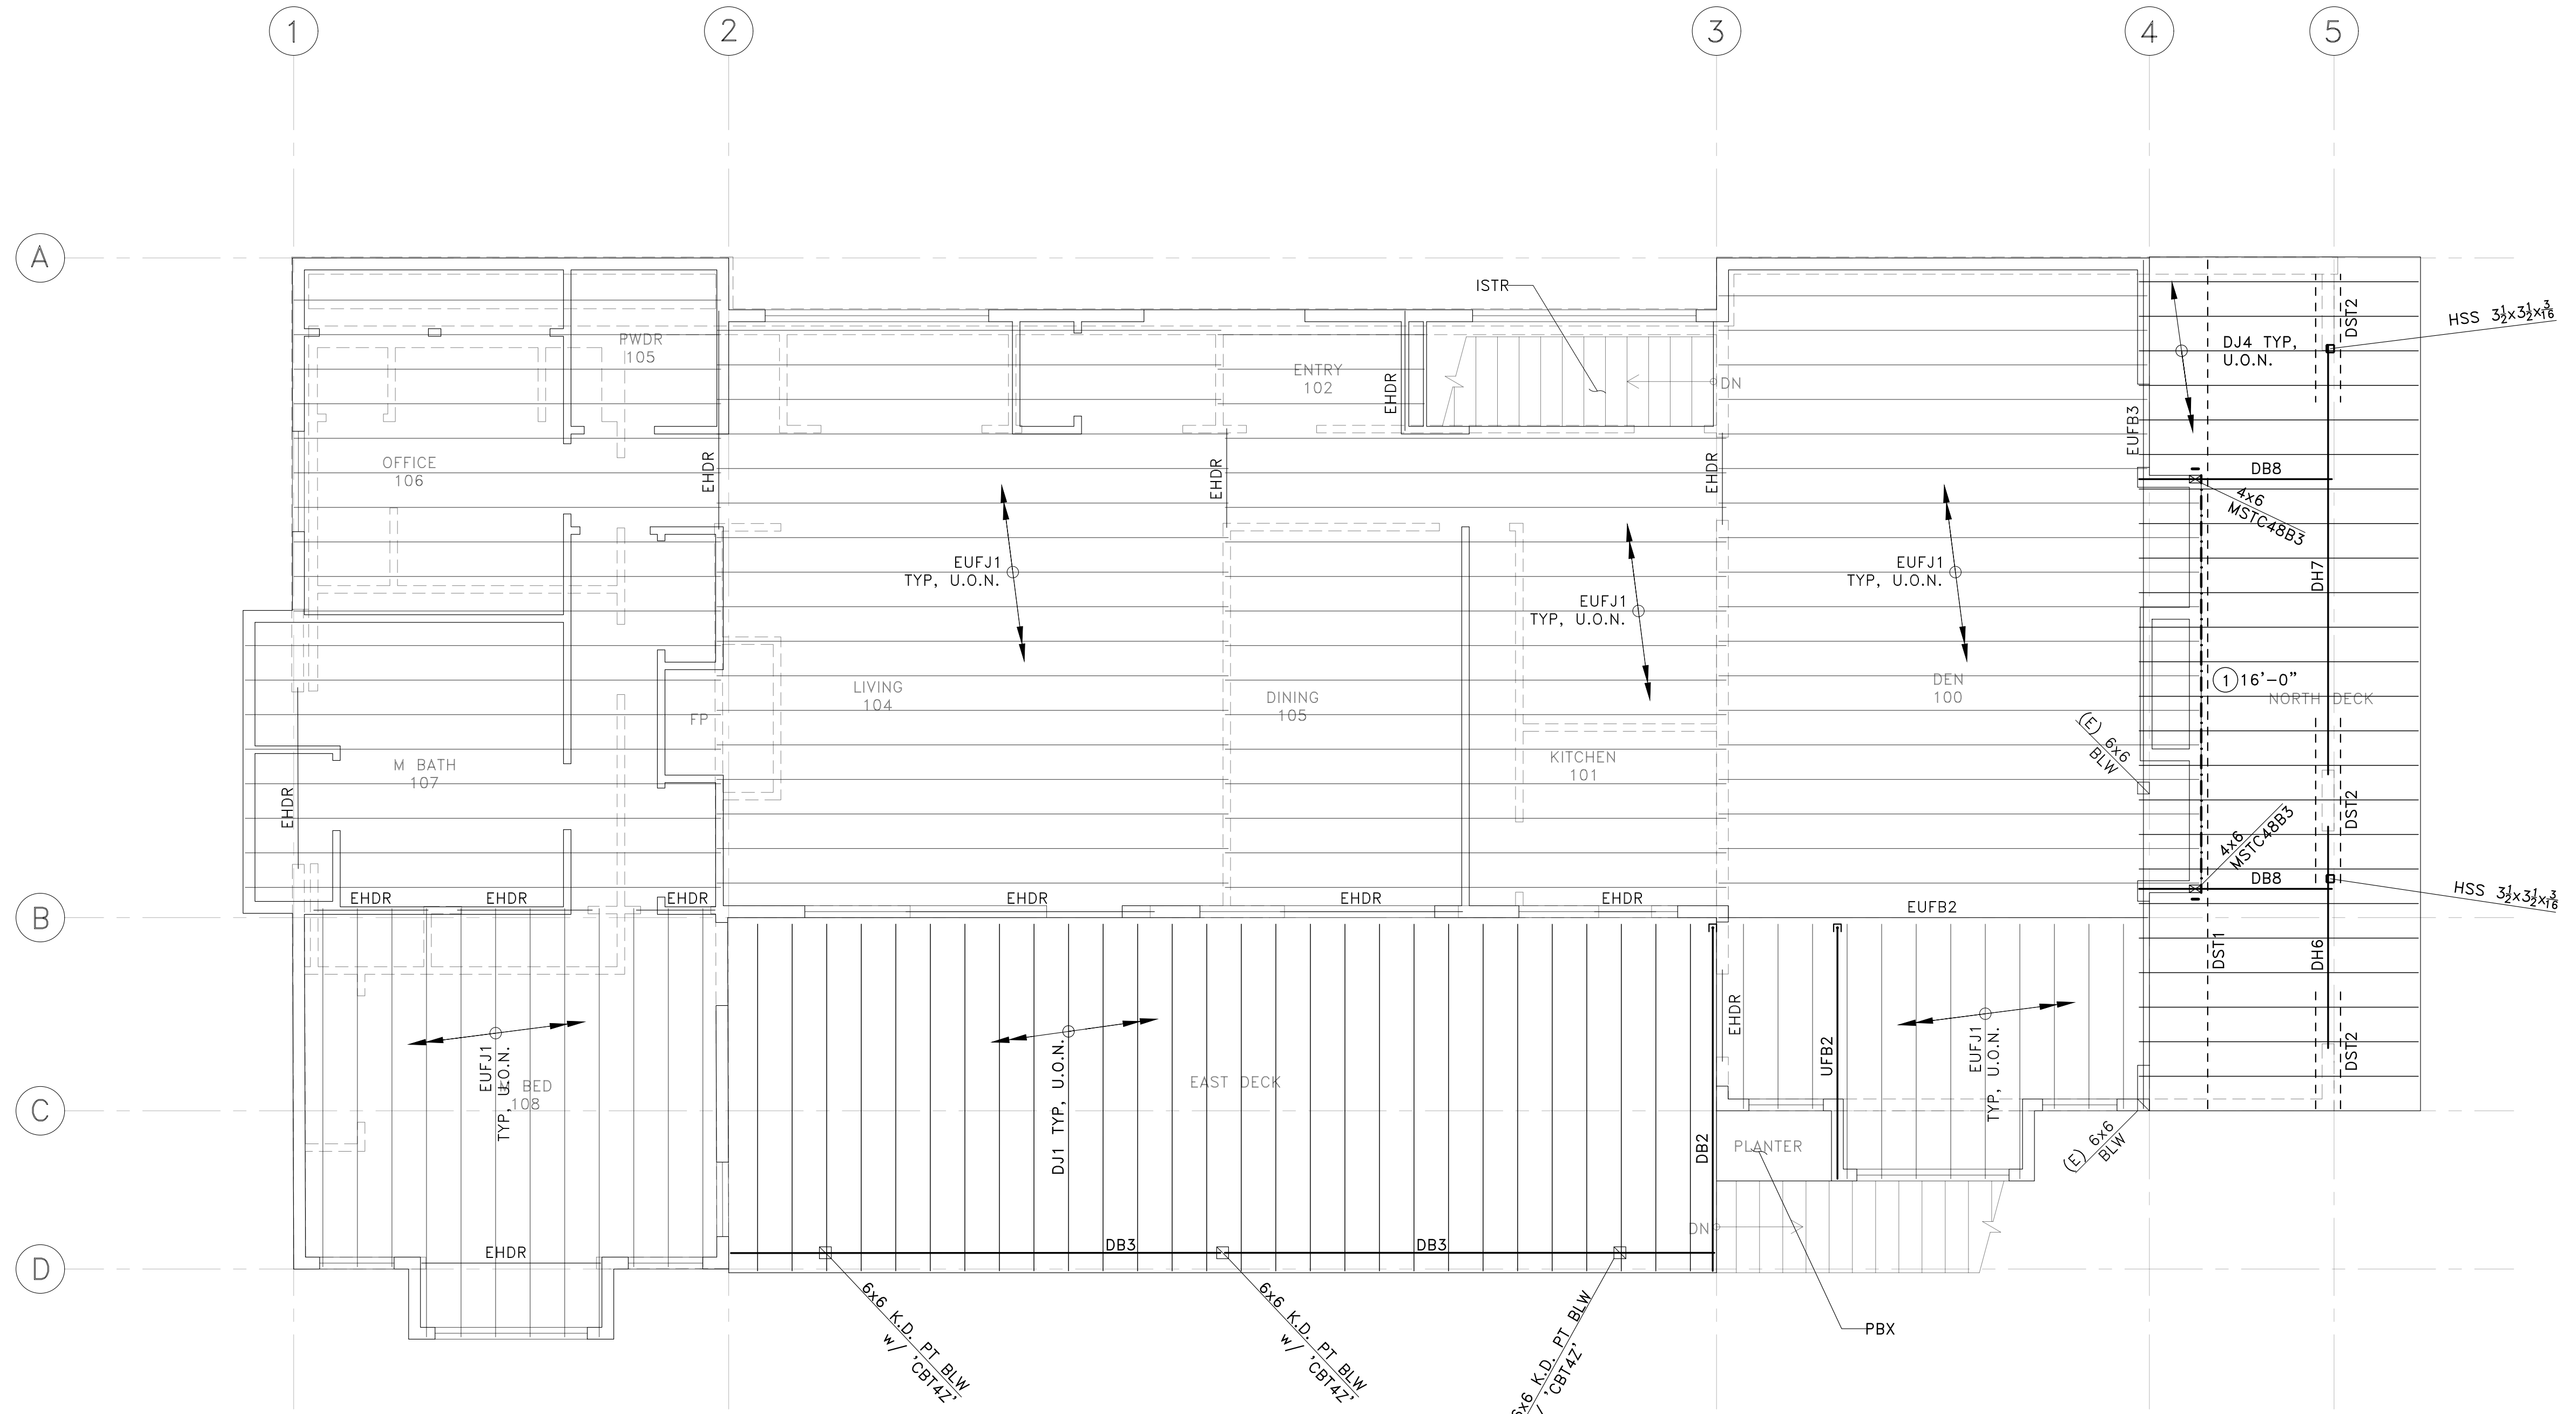 1
2
3
4
5
A
ISTR
HSS 3½x3½x3/16
DST2
DJ4 TYP,
U.O.N.
PWDR
105
ENTRY
102
EHDR
DN
EUFB3
OFFICE
106
EHDR
EHDR
EHDR
DB8
4x6
MSTC48B3
EUFJ1
TYP, U.O.N.
EUFJ1
TYP, U.O.N.
EUFJ1
TYP, U.O.N.
DH7
LIVING
104
DINING
105
DEN
100
1
16'-0"
NORTH DECK
FP
(E) 6x6
BLW
M BATH
107
KITCHEN
101
EHDR
DST2
4x6
MSTC48B3
DB8
HSS 3½x3½x3/16
EHDR
EHDR
EHDR
EHDR
EHDR
EHDR
EUFB2
B
DST1
DH6
EHDR
UFB2
EUFJ1
TYP, U.O.N.
M BED
108
DJ1 TYP, U.O.N.
EAST DECK
EUFJ1
TYP, U.O.N.
DST2
C
DB2
PLANTER
(E) 6x6
BLW
DN
EHDR
DB3
DB3
D
6x6 K.D. PT BLW
w/ 'CBT4Z'
6x6 K.D. PT BLW
w/ 'CBT4Z'
6x6 K.D. PT BLW
'CBT4Z'
PBX